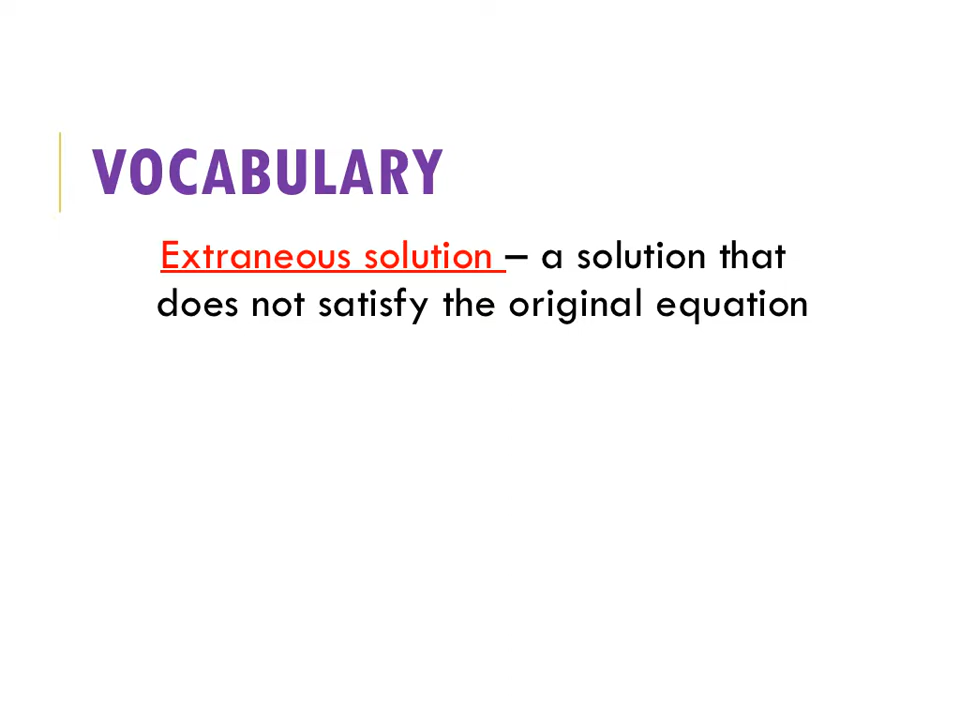 VOCABULARY
Extraneous solution – a solution that
does not satisfy the original equation